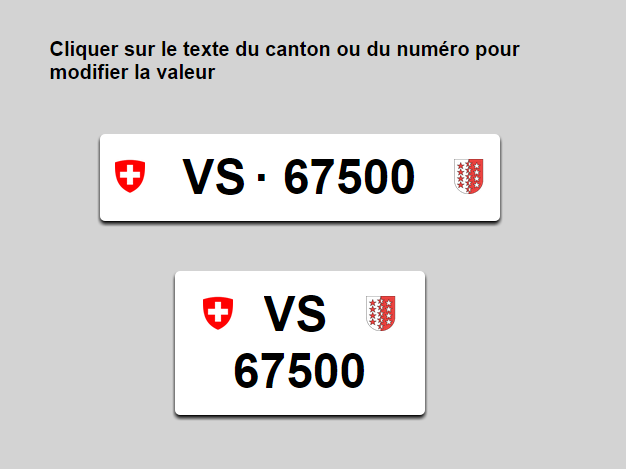 Cliquer sur le texte du canton ou du numéro pour
modifier la valeur
VS · 67500
VS
67500